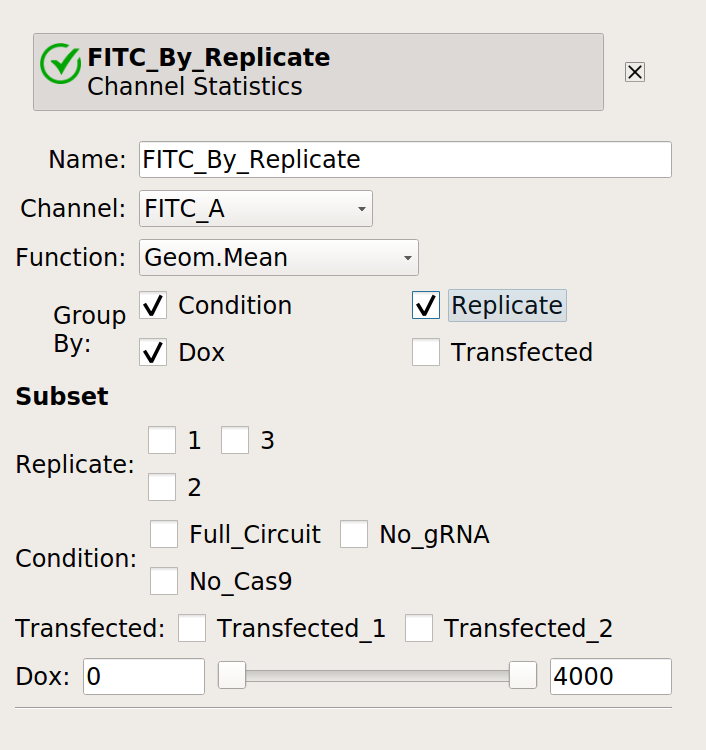 FITC_By_Replicate
Channel Statistics
Name: FITC_By_Replicate
Channel: FITC_A
Function: Geom.Mean
Group By:
Condition Replicate
Dox Transfected
Subset
Replicate:
1 3
2
Condition:
Full_Circuit No_gRNA
No_Cas9
Transfected: Transfected_1 Transfected_2
Dox: 0 4000